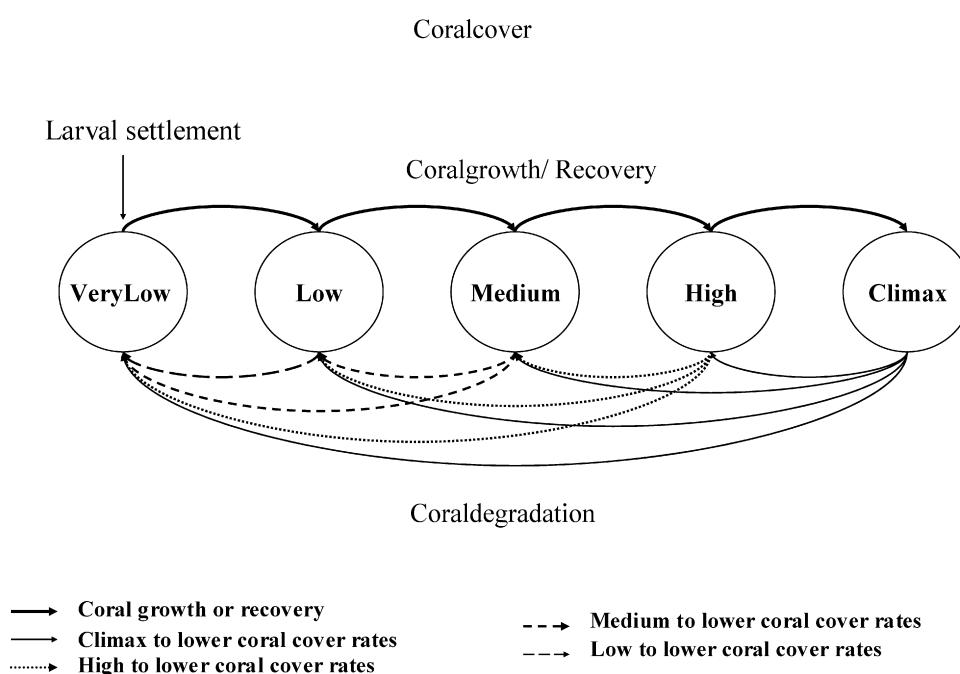 Coralcover
Larval settlement
Coralgrowth/ Recovery
VeryLow
Low
Medium
High
Climax
Coraldegradation
Coral growth or recovery
Climax to lower coral cover rates
High to lower coral cover rates
Medium to lower coral cover rates
Low to lower coral cover rates